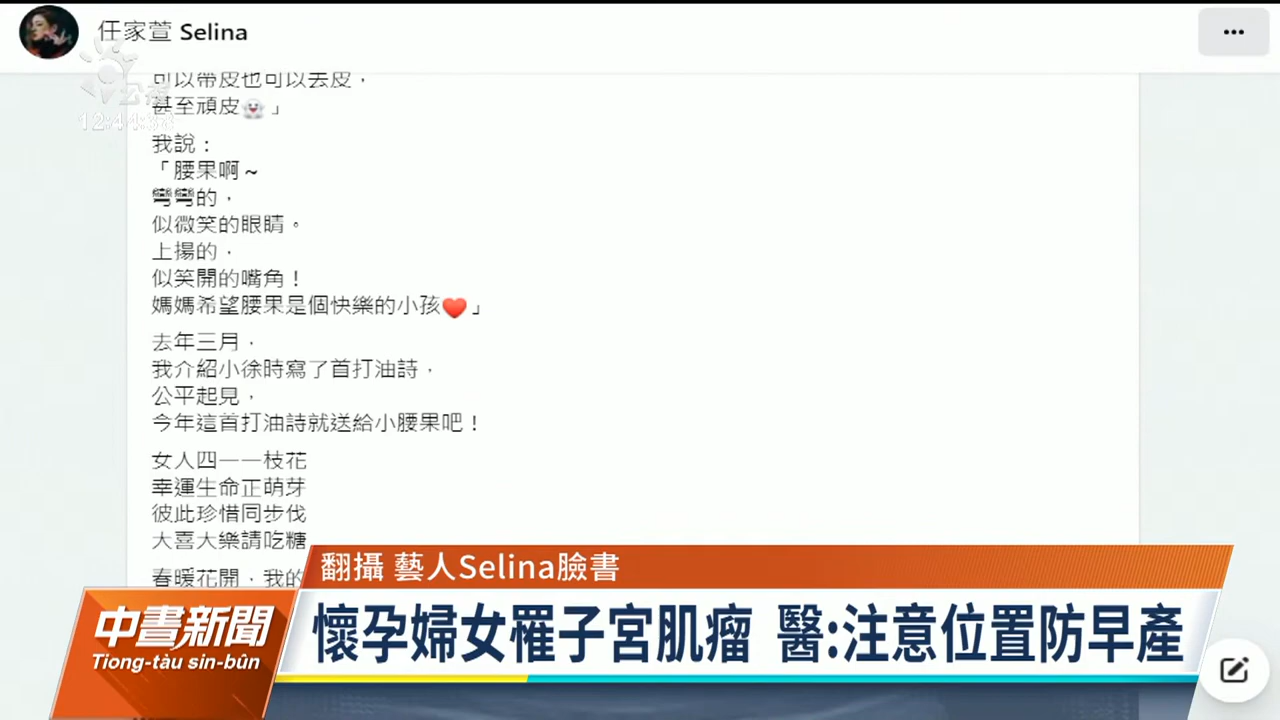 任家萱 Selina
可以帶皮也可以去皮，
甚至頑皮👻」
公視
我說：
「腰果啊～
彎彎的，
似微笑的眼睛。
上揚的，
似笑開的嘴角！
媽媽希望腰果是個快樂的小孩❤️」
去年三月，
我介紹小徐時寫了首打油詩，
公平起見，
今年這首打油詩就送給小腰果吧！
女人四一一枝花
幸運生命正萌芽
彼此珍惜同步伐
大喜大樂請吃糖
春暖花開，我的
翻攝 藝人Selina臉書
懷孕婦女罹子宮肌瘤 醫:注意位置防早產
中晝新聞
Tiong-tàu sin-bûn